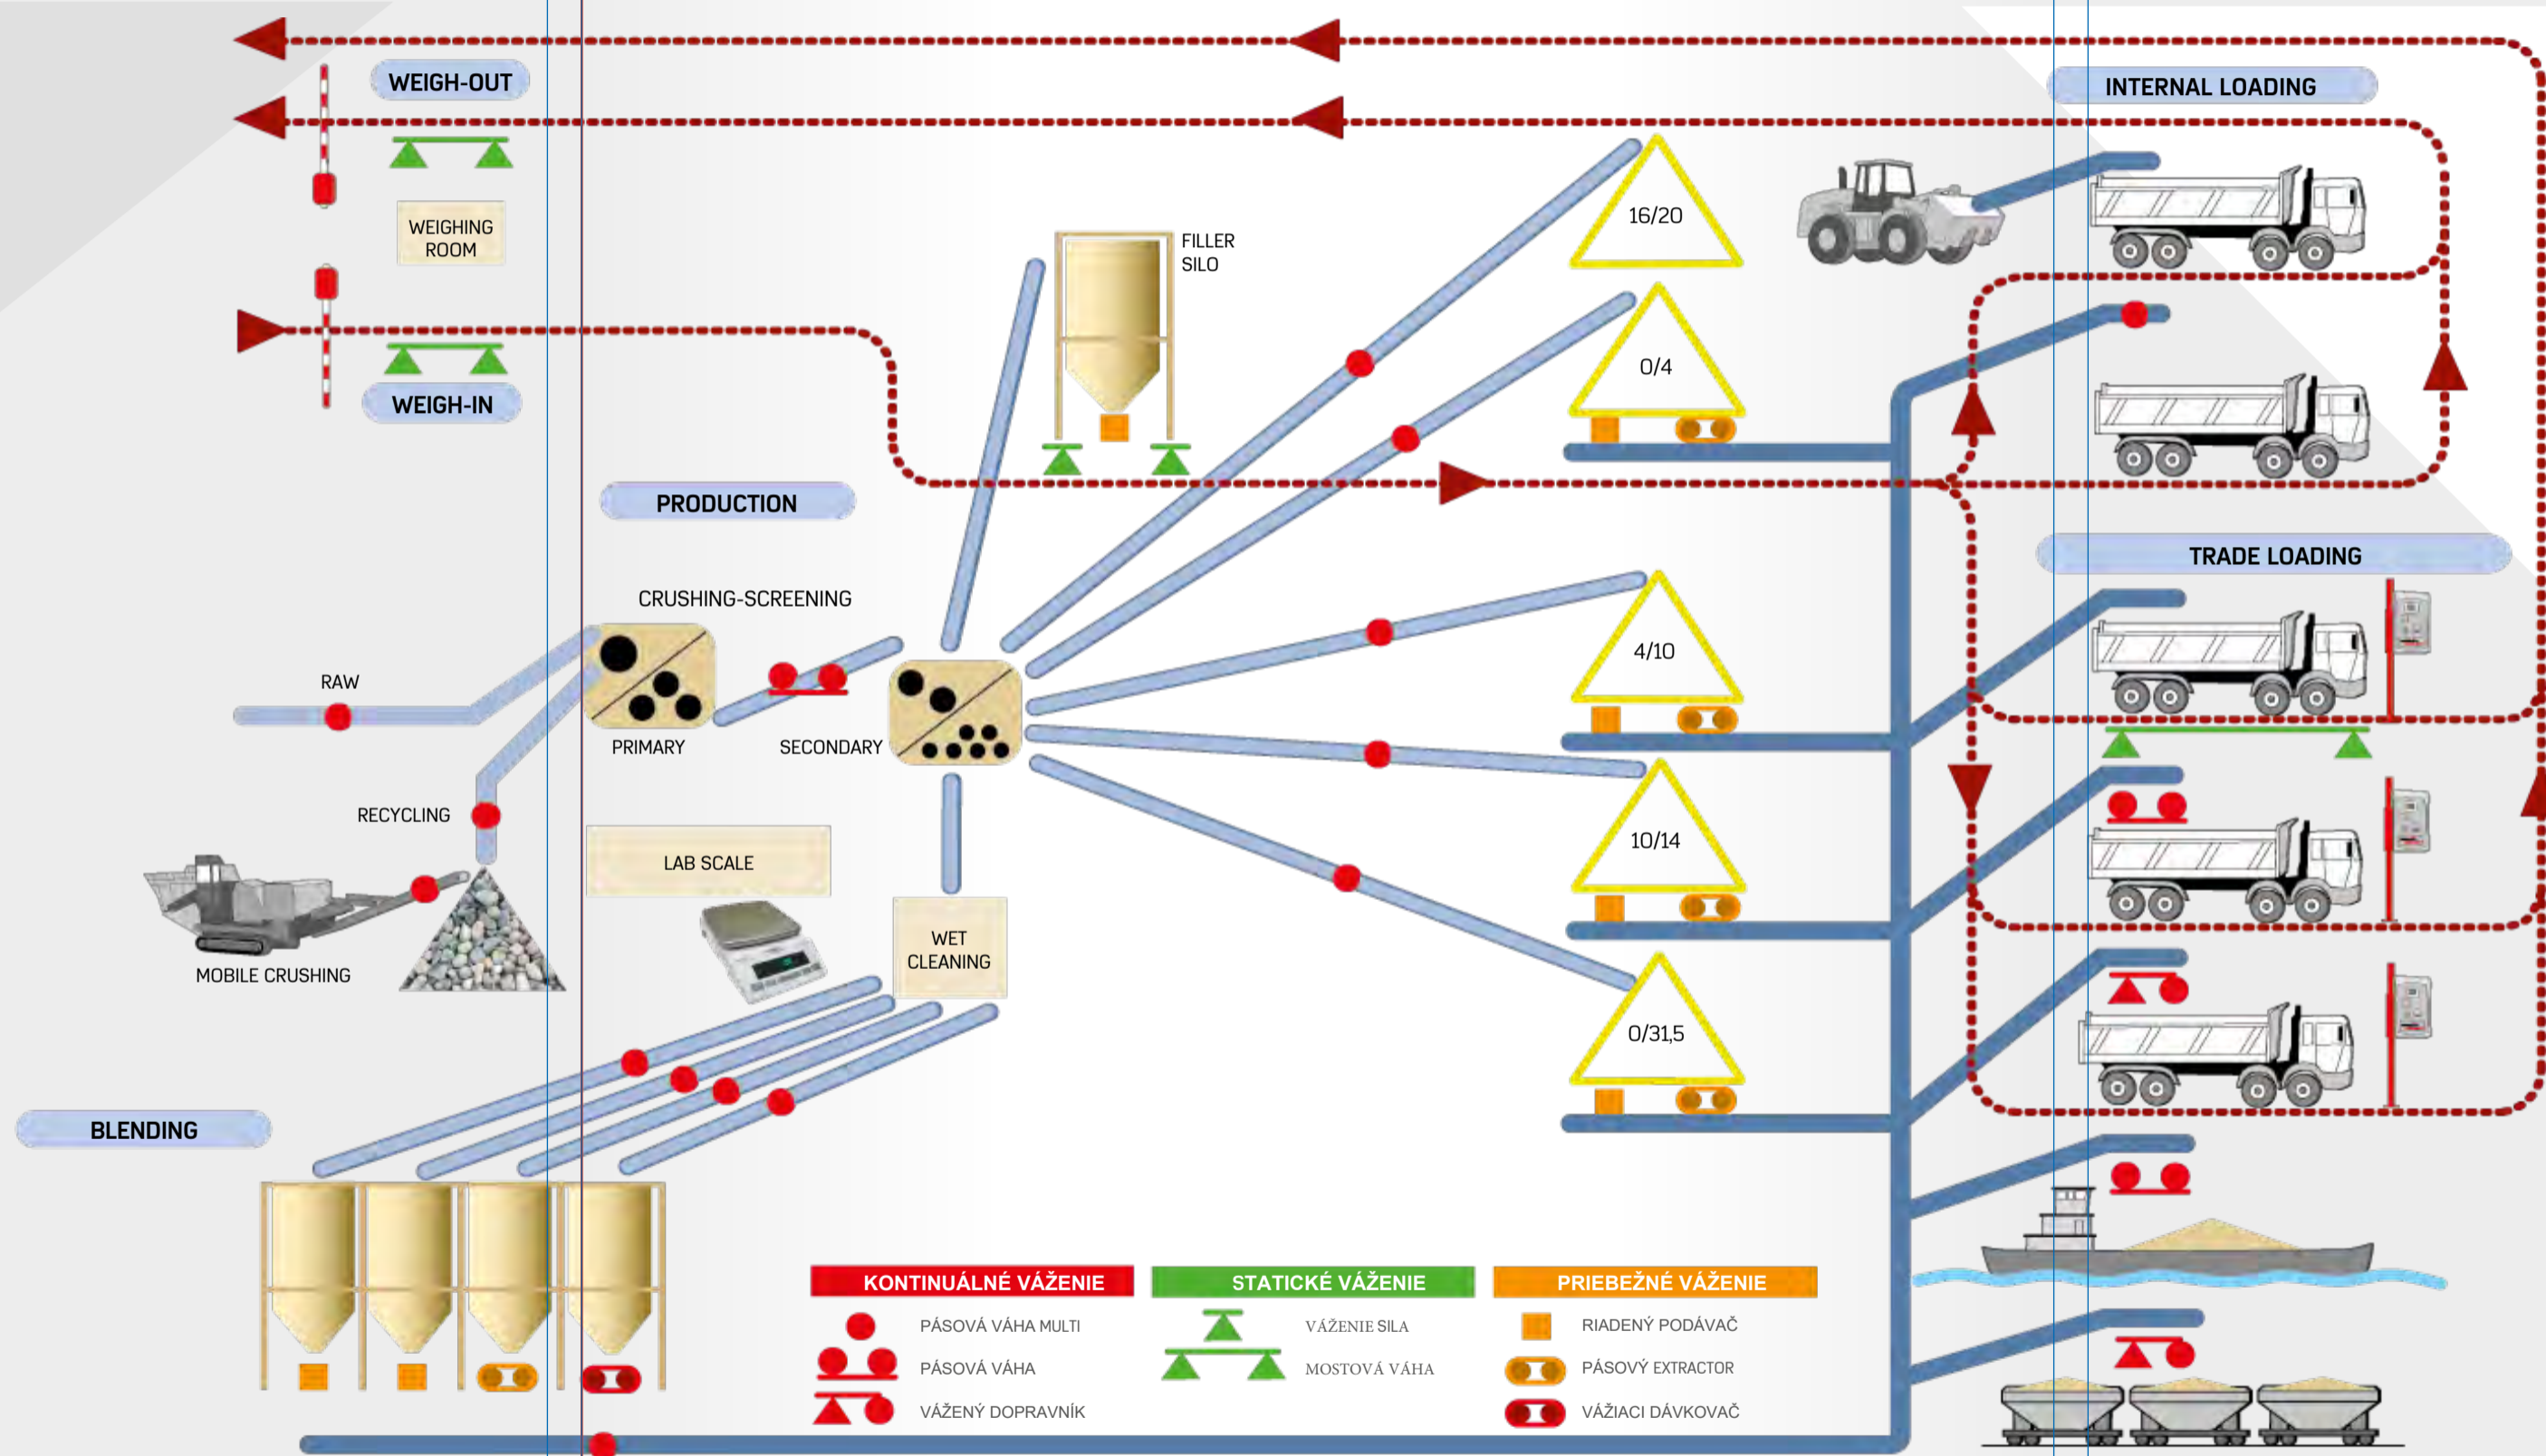 WEIGH-OUT
INTERNAL LOADING
WEIGHING
ROOM
FILLER
SILO
16/20
0/4
WEIGH-IN
PRODUCTION
TRADE LOADING
CRUSHING-SCREENING
4/10
RAW
PRIMARY
SECONDARY
RECYCLING
LAB SCALE
10/14
WET
CLEANING
MOBILE CRUSHING
0/31,5
BLENDING
KONTINUÁLNÉ VÁŽENIE
PÁSOVÁ VÁHA MULTI
PÁSOVÁ VÁHA
VÁŽENÝ DOPRAVNÍK
STATICKÉ VÁŽENIE
VÁŽENIE SILA
MOSTOVÁ VÁHA
PRIEBEŽNÉ VÁŽENIE
RIADENÝ PODÁVAČ
PÁSOVÝ EXTRACTOR
VÁŽIACI DÁVKOVAČ